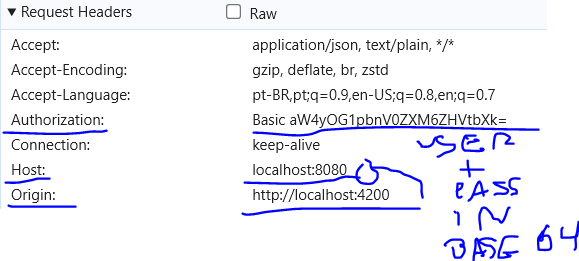 ▼ Request Headers Raw
Accept: application/json, text/plain, */*
Accept-Encoding: gzip, deflate, br, zstd
Accept-Language: pt-BR,pt;q=0.9,en-US;q=0.8,en;q=0.7
Authorization: Basic aW4yOG1pbnV0ZXM6ZHVtbXk=
Connection: keep-alive
Host: localhost:8080
Origin: http://localhost:4200
USER
+
PASS
IN
BASE 64